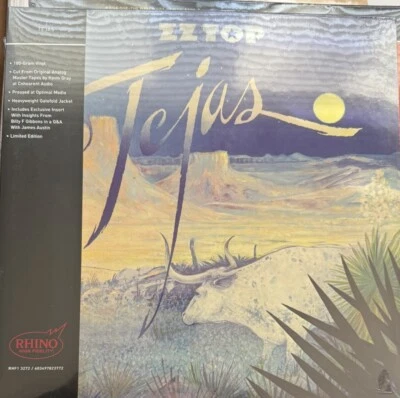 ZZ TOP
Tejas
• 180-Gram Vinyl
• Cut From Original Analog
Master Tapes by Kevin Gray
at Cohearent Audio
• Pressed at Optimal Media
• Heavyweight Gatefold Jacket
• Includes Exclusive Insert
With Insights From
Billy F Gibbons in a Q&A
With James Austin
• Limited Edition
RHINO
HIGH FIDELITY